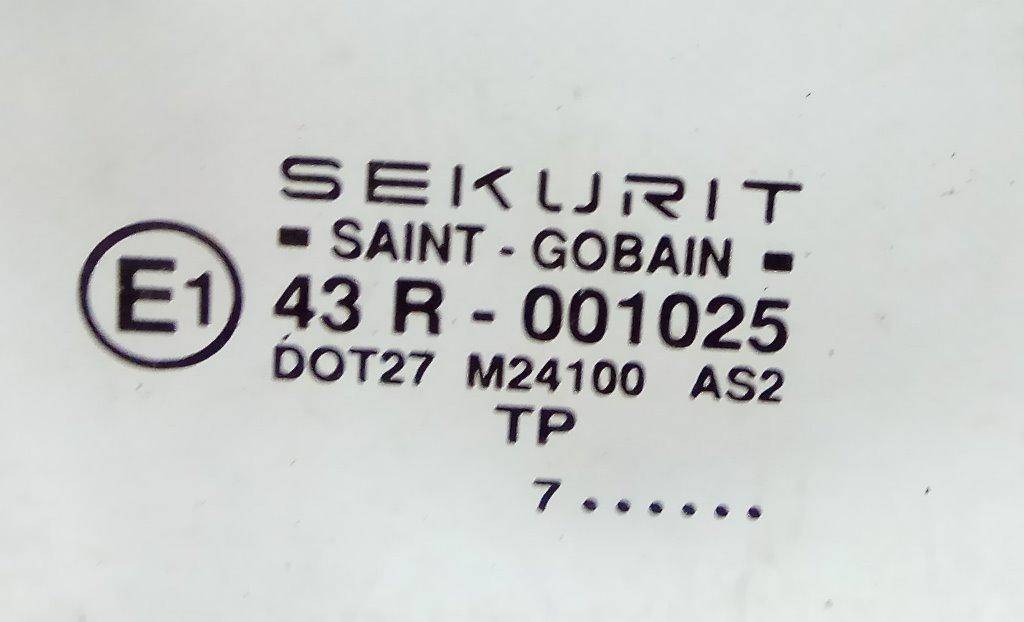 SEKURIT
SAINT - GOBAIN
E1
43 R - 001025
DOT27 M24100 AS2
TP
7 . . . . . .